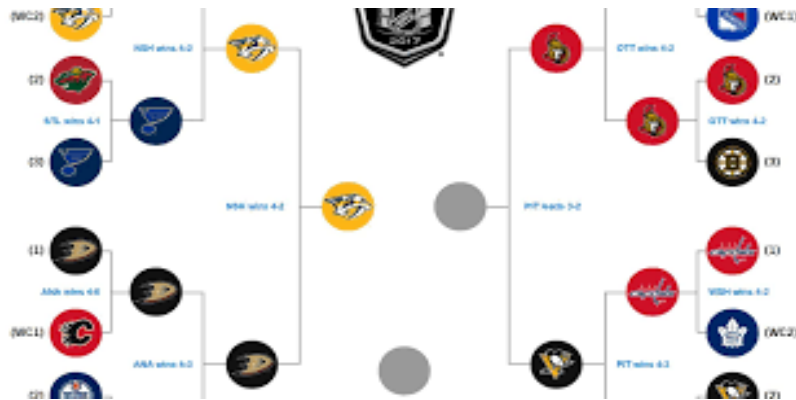 (WC2)
NSH wins 4-2
(2)
STL wins 4-1
(3)
NSH wins 4-2
(1)
ANA wins 4-0
(WC1)
ANA wins 4-3
(2)
2017
(WC1)
OTT wins 4-2
(2)
OTT wins 4-2
(3)
PIT leads 3-2
(1)
WSH wins 4-2
(WC2)
PIT wins 4-3
(2)